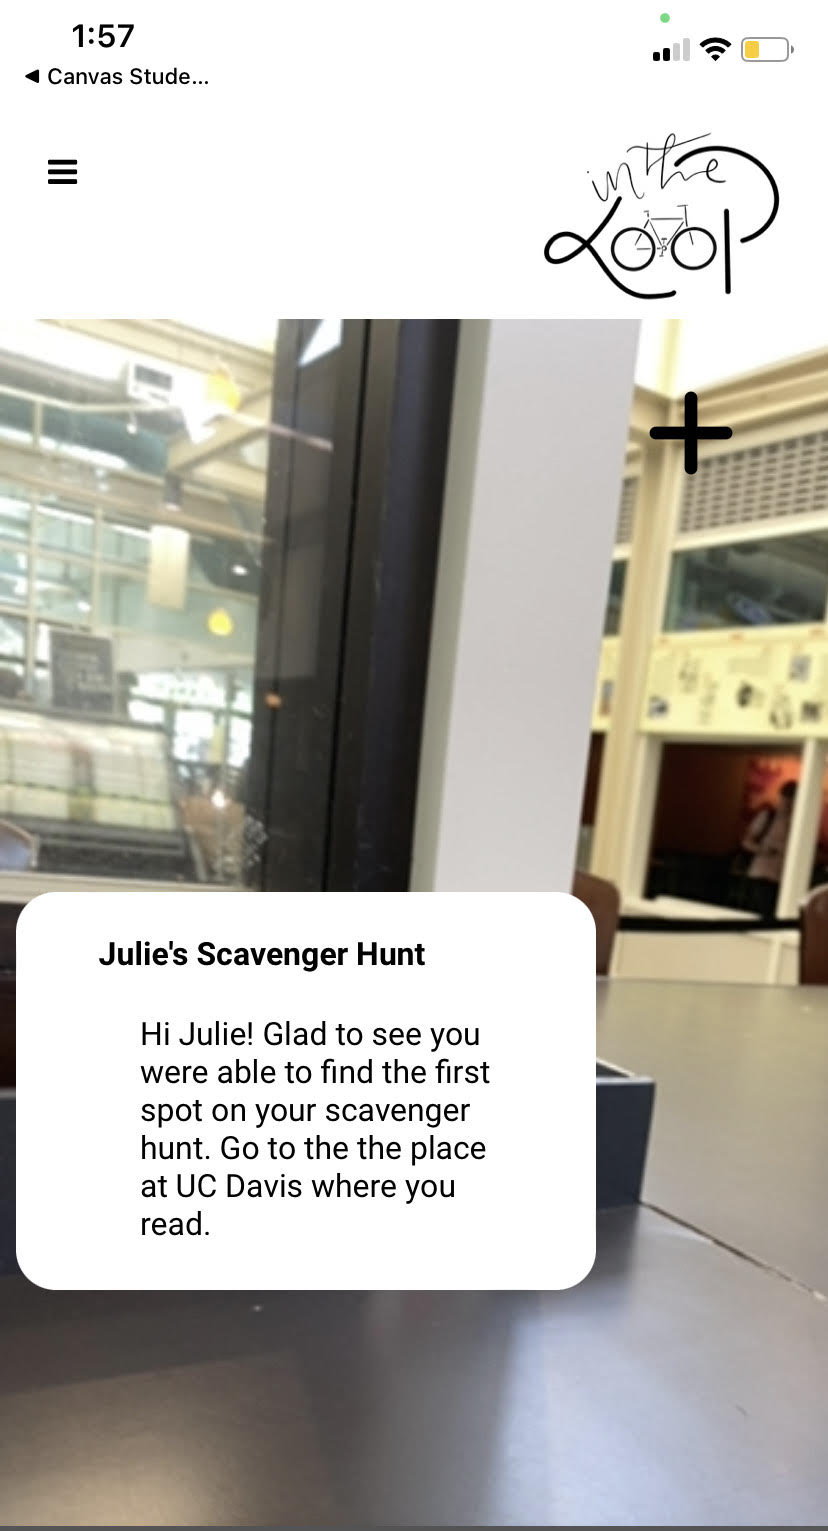 1:57
◀ Canvas Stude...
in the
Loop
Julie's Scavenger Hunt
Hi Julie! Glad to see you
were able to find the first
spot on your scavenger
hunt. Go to the the place
at UC Davis where you
read.